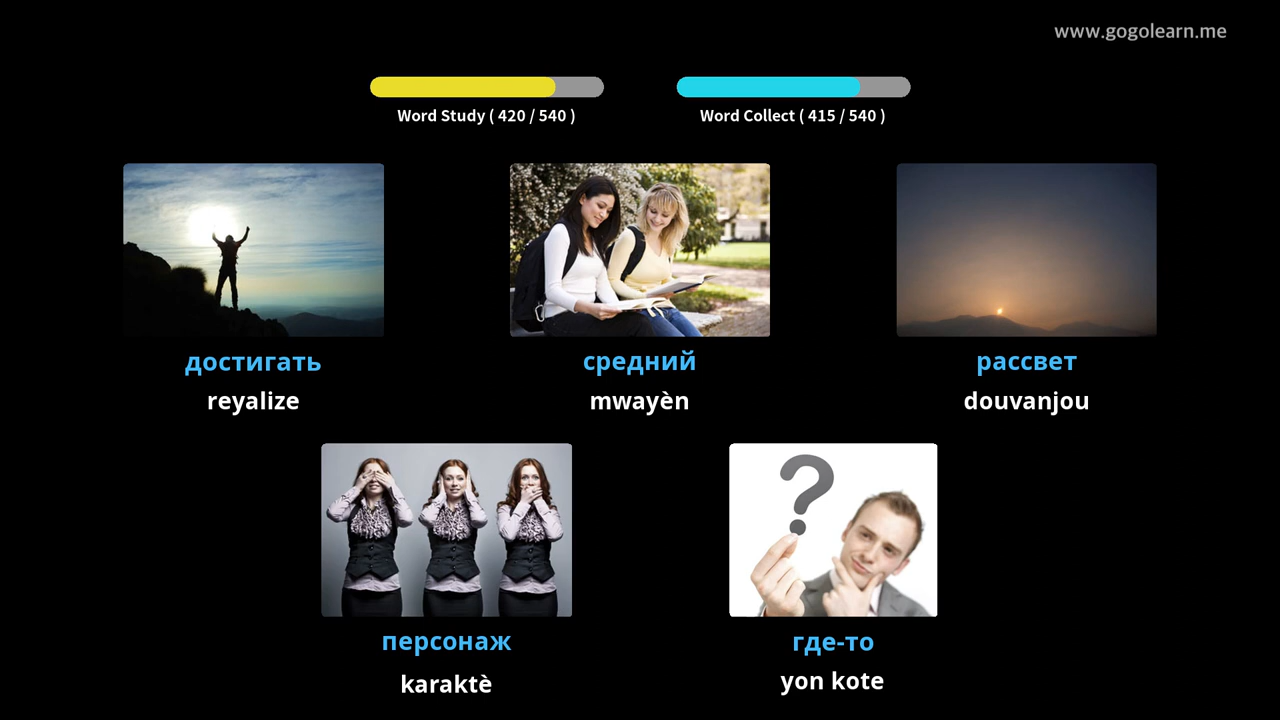 www.gogolearn.me
Word Study ( 420 / 540 )
Word Collect ( 415 / 540 )
достигать
средний
рассвет
reyalize
mwayèn
douvanjou
персонаж
где-то
karaktè
yon kote